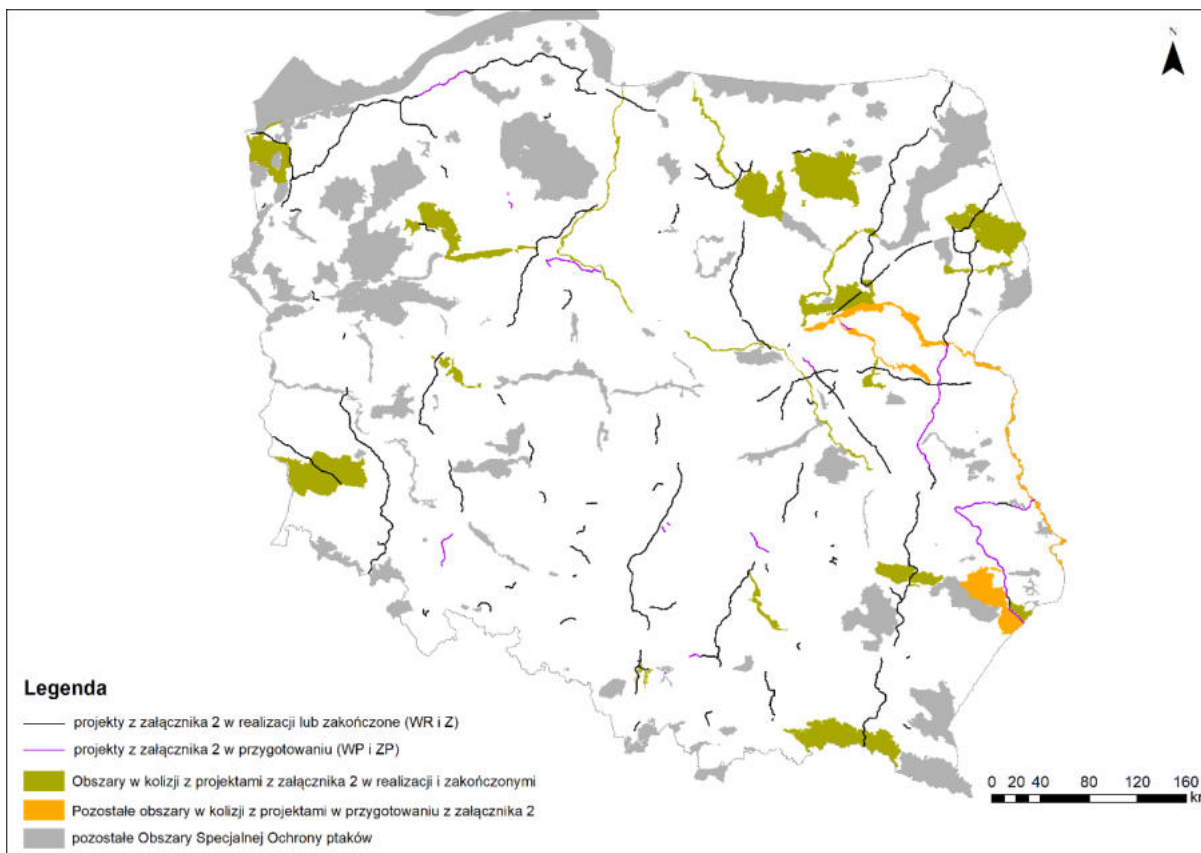 N
Legenda
projekty z załącznika 2 w realizacji lub zakończone (WR i Z)
projekty z załącznika 2 w przygotowaniu (WP i ZP)
Obszary w kolizji z projektami z załącznika 2 w realizacji i zakończonymi
Pozostałe obszary w kolizji z projektami w przygotowaniu z załącznika 2
pozostałe Obszary Specjalnej Ochrony ptaków
0 20 40 80 120 160
km